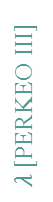 λ [PERKEO III]